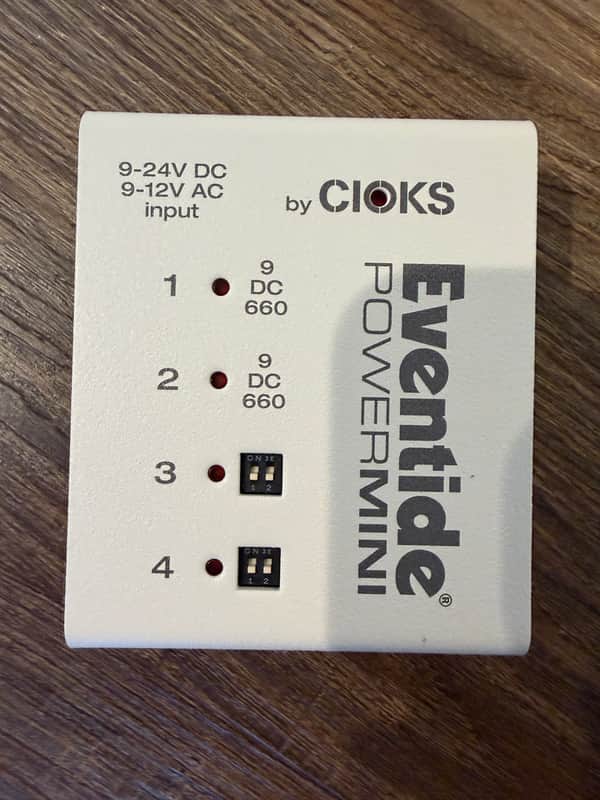 9-24V DC
9-12V AC
input
by CIOKS
1
9
DC
660
2
9
DC
660
3
ON
1 2
4
ON
1 2
Eventide®
POWERMINI